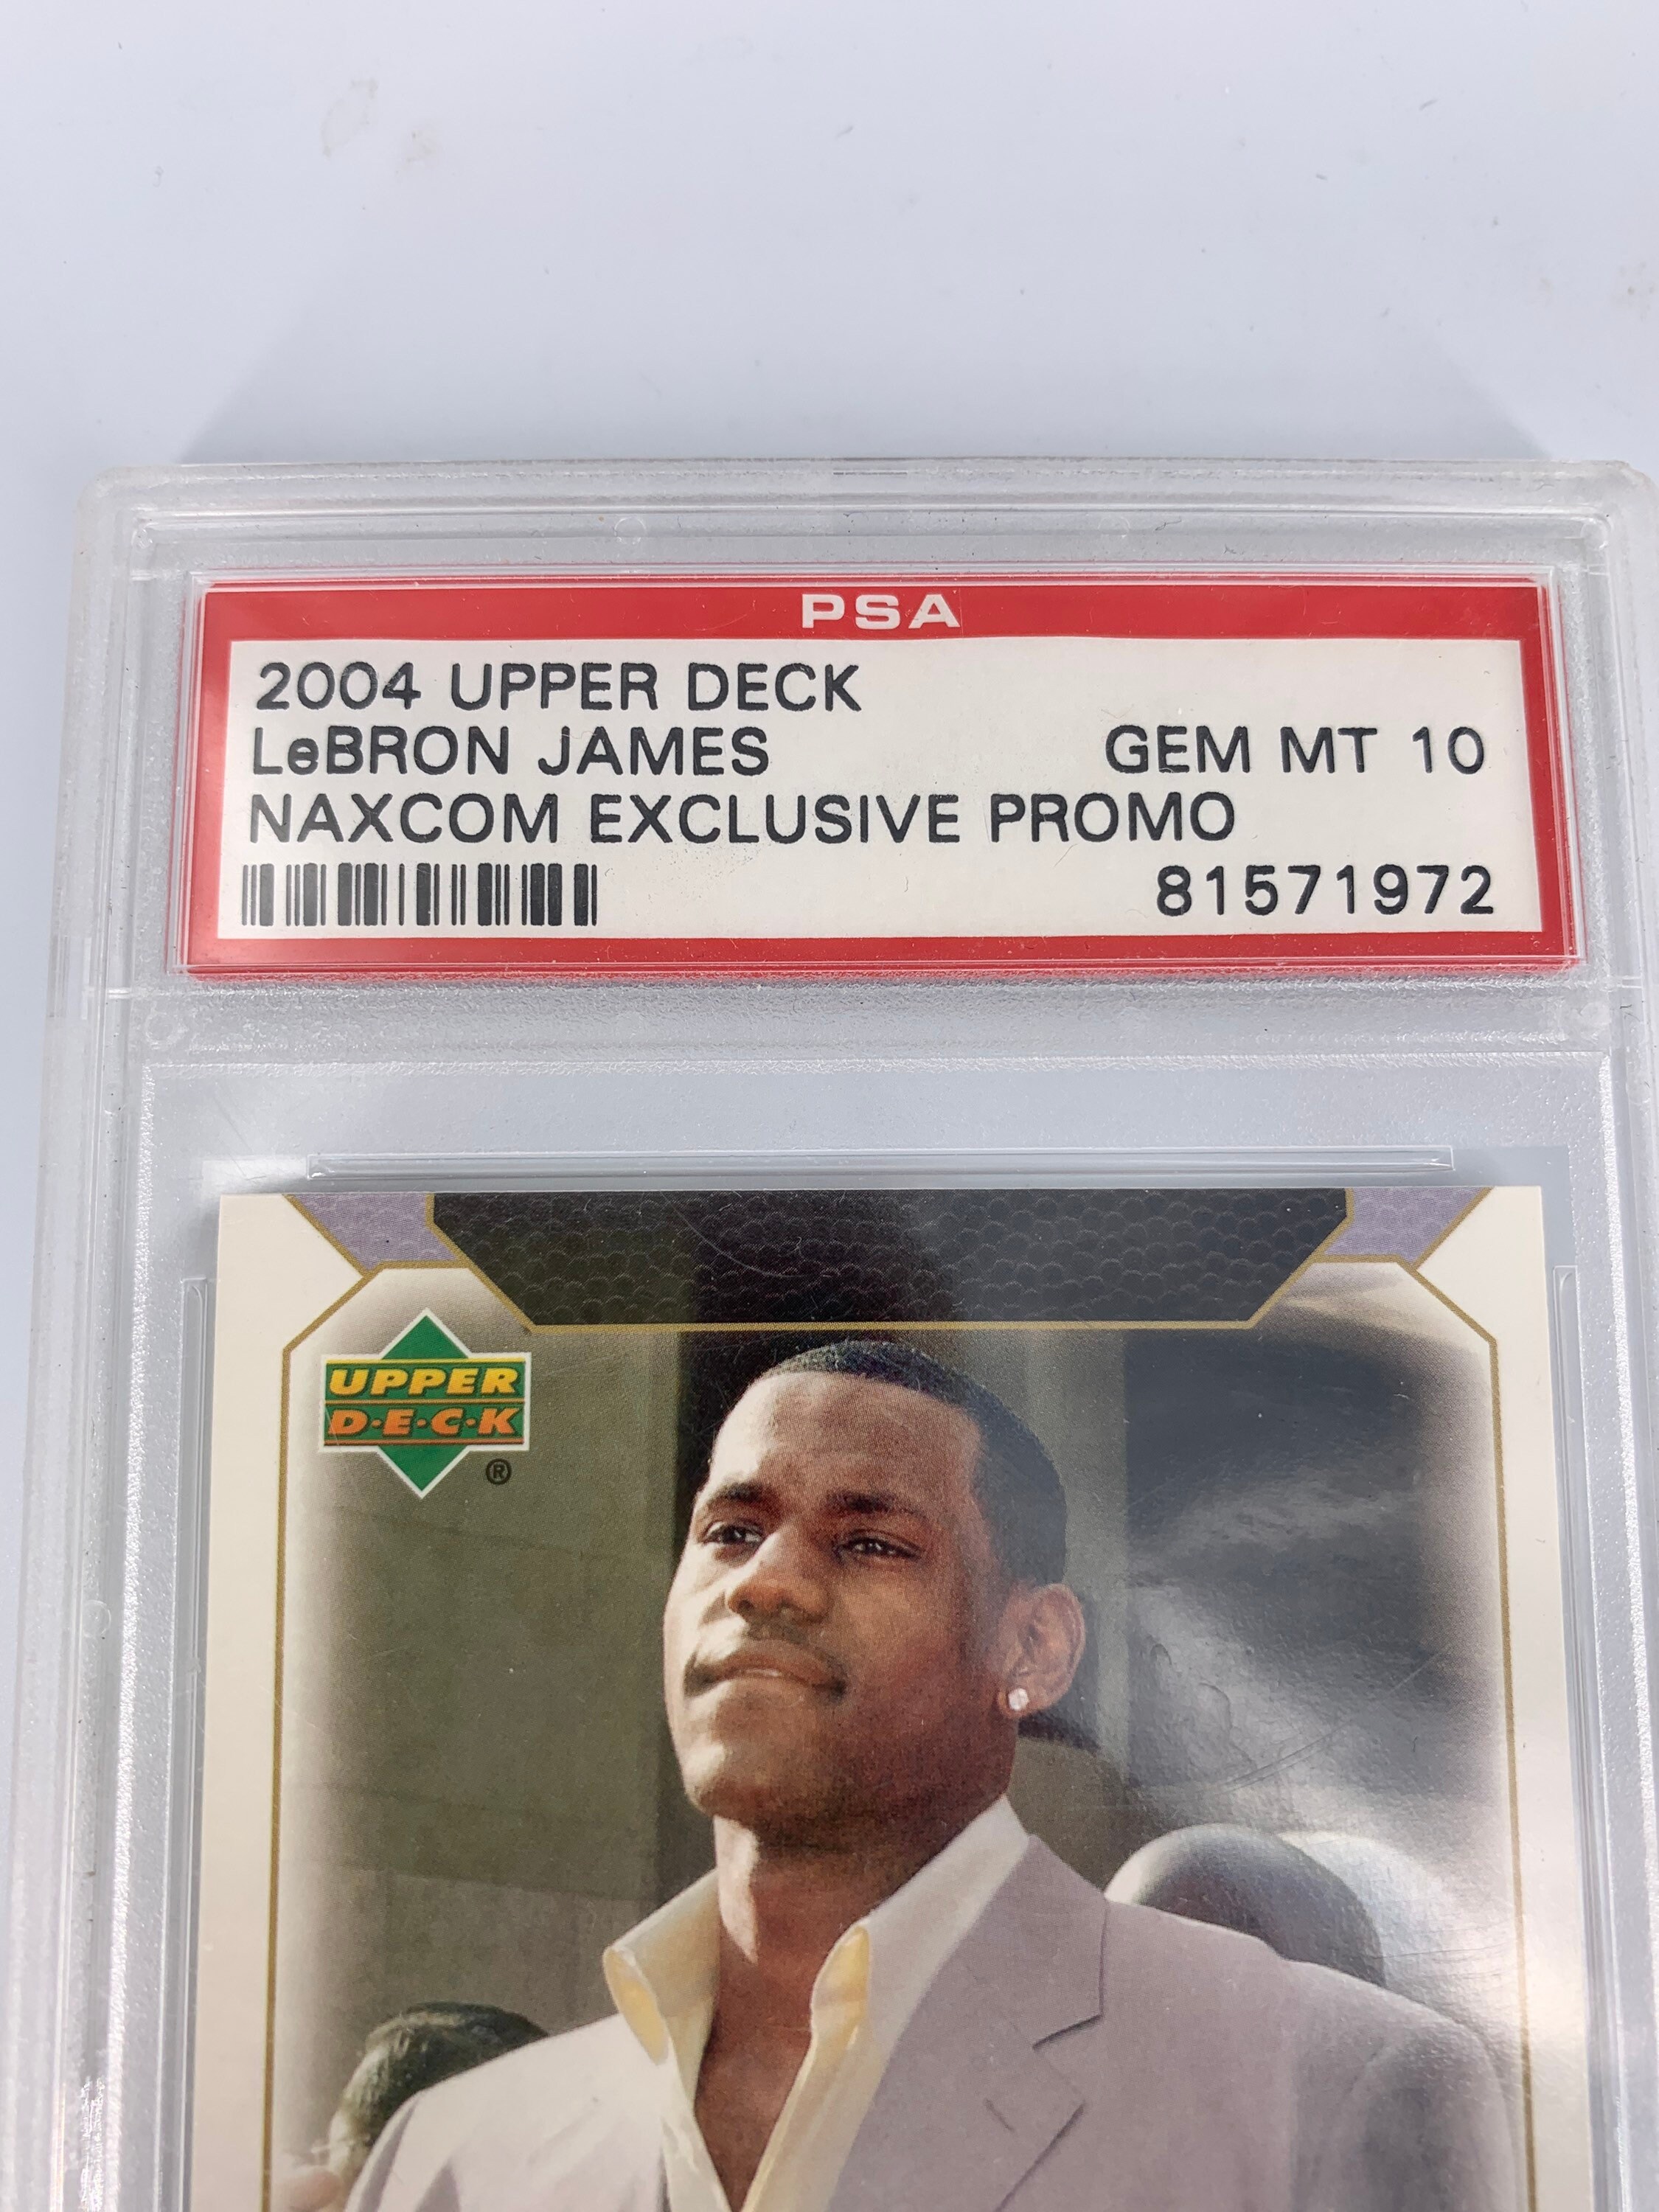 PSA
2004 UPPER DECK
LeBRON JAMES GEM MT 10
NAXCOM EXCLUSIVE PROMO
81571972
UPPER
D·E·C·K
®